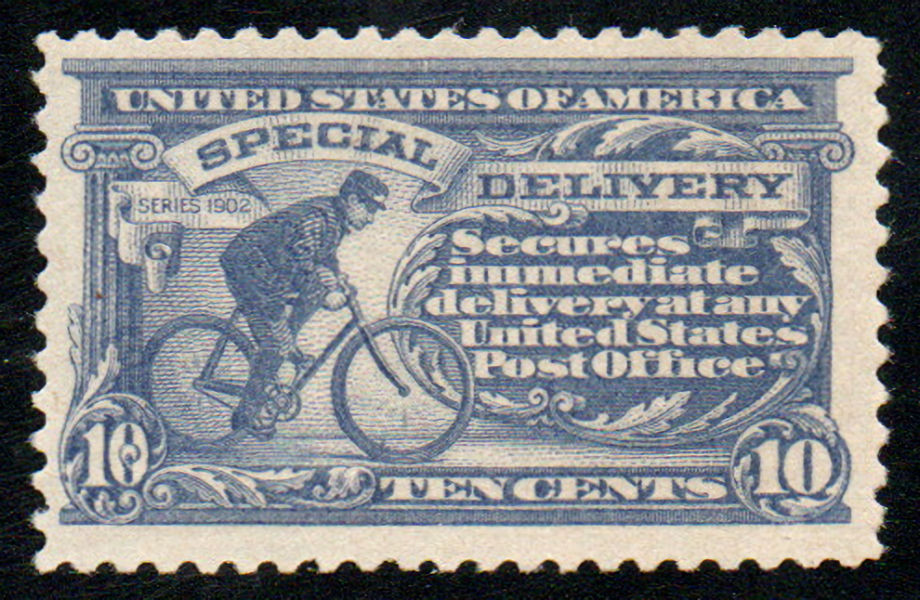 UNITED STATES OF AMERICA
SPECIAL
DELIVERY
SERIES 1902
Secures
immediate
delivery at any
United States
Post Office
10
TEN CENTS
10